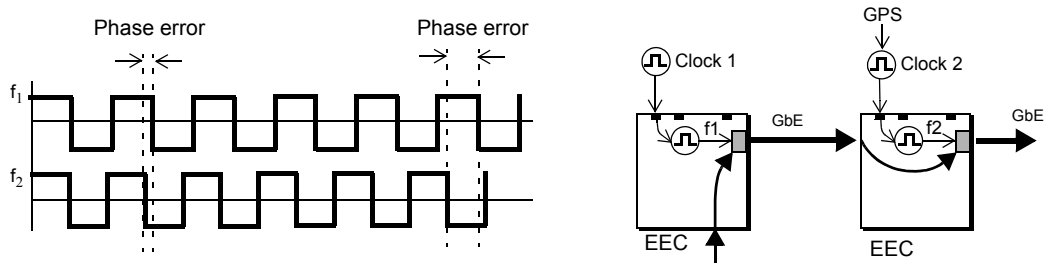 Phase error
Phase error
f1
f2
GPS
Clock 1
Clock 2
f1
GbE
f2
GbE
EEC
EEC